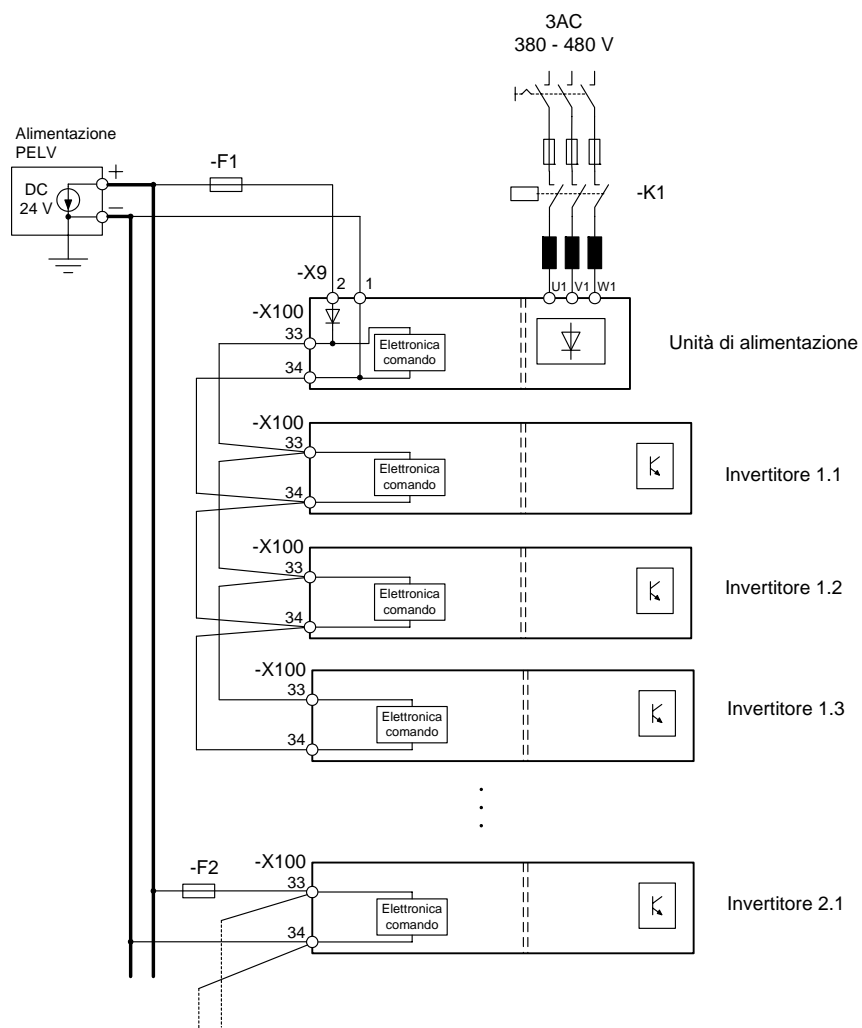 3AC
380 - 480 V
Alimentazione
PELV
+
DC
24 V
–
-F1
-K1
-X9
2
1
U1
V1
W1
-X100
33
34
Elettronica
comando
Unità di alimentazione
-X100
33
34
Elettronica
comando
Invertitore 1.1
-X100
33
34
Elettronica
comando
Invertitore 1.2
-X100
33
34
Elettronica
comando
Invertitore 1.3
-F2
-X100
33
34
Elettronica
comando
Invertitore 2.1